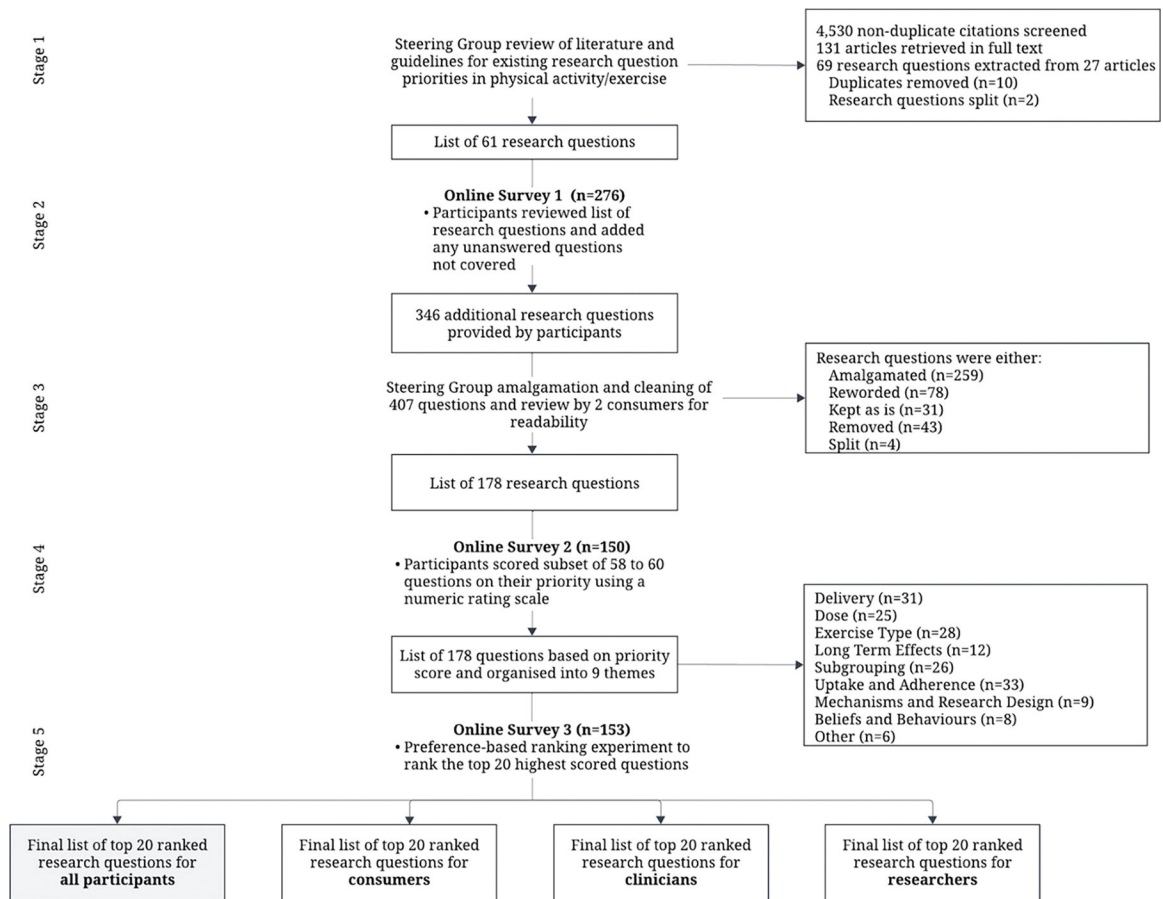 Stage 1
Steering Group review of literature and
guidelines for existing research question
priorities in physical activity/exercise
4,530 non-duplicate citations screened
131 articles retrieved in full text
69 research questions extracted from 27 articles
Duplicates removed (n=10)
Research questions split (n=2)
List of 61 research questions
Stage 2
Online Survey 1 (n=276)
• Participants reviewed list of
research questions and added
any unanswered questions
not covered
346 additional research questions
provided by participants
Stage 3
Steering Group amalgamation and cleaning of
407 questions and review by 2 consumers for
readability
Research questions were either:
Amalgamated (n=259)
Reworded (n=78)
Kept as is (n=31)
Removed (n=43)
Split (n=4)
List of 178 research questions
Stage 4
Online Survey 2 (n=150)
• Participants scored subset of 58 to 60
questions on their priority using a
numeric rating scale
List of 178 questions based on priority
score and organised into 9 themes
Delivery (n=31)
Dose (n=25)
Exercise Type (n=28)
Long Term Effects (n=12)
Subgrouping (n=26)
Uptake and Adherence (n=33)
Mechanisms and Research Design (n=9)
Beliefs and Behaviours (n=8)
Other (n=6)
Stage 5
Online Survey 3 (n=153)
• Preference-based ranking experiment to
rank the top 20 highest scored questions
Final list of top 20 ranked
research questions for
all participants
Final list of top 20 ranked
research questions for
consumers
Final list of top 20 ranked
research questions for
clinicians
Final list of top 20 ranked
research questions for
researchers